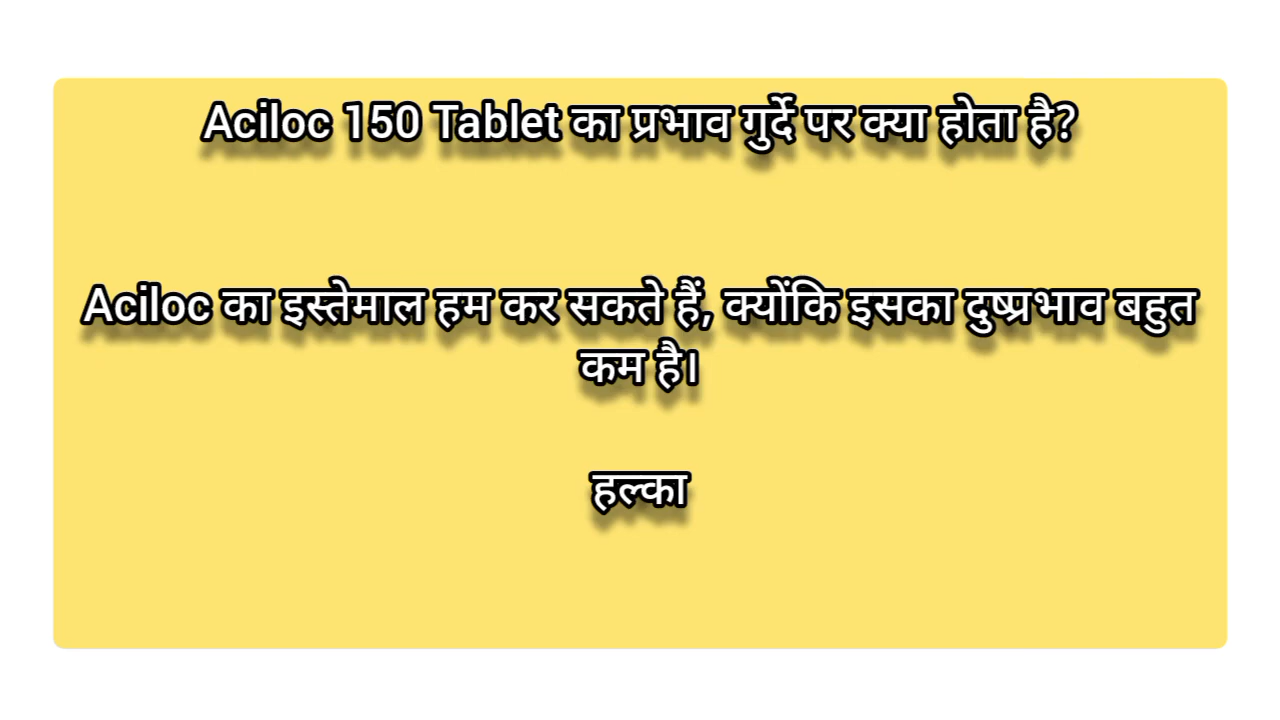 Aciloc 150 Tablet का प्रभाव गुर्दे पर क्या होता है?
Aciloc का इस्तेमाल हम कर सकते हैं, क्योंकि इसका दुष्प्रभाव बहुत
कम है।
हल्का